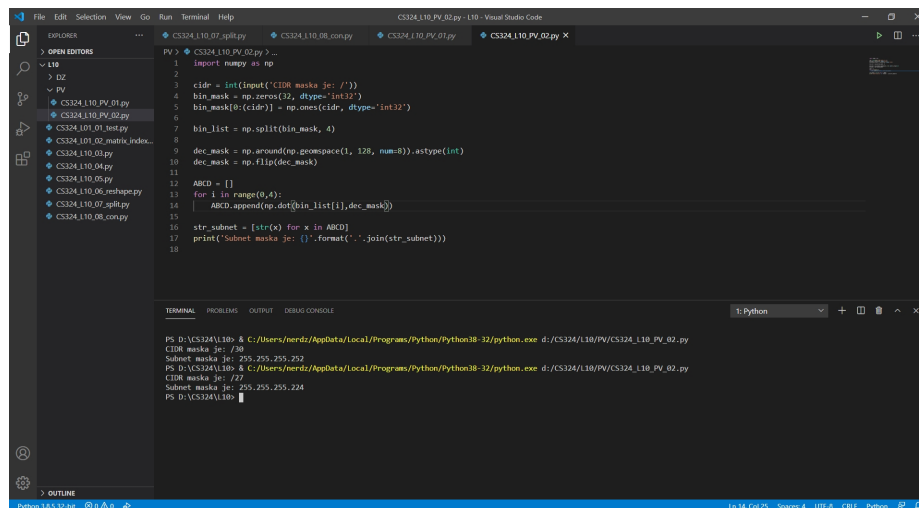 File Edit Selection View Go Run Terminal Help
CS324_L10_PV_02.py - L10 - Visual Studio Code
EXPLORER
CS324_L10_07_split.py
CS324_L10_08_con.py
CS324_L10_PV_01.py
CS324_L10_PV_02.py
OPEN EDITORS
L10
DZ
PV
CS324_L10_PV_01.py
CS324_L10_PV_02.py
CS324_L01_01_test.py
CS324_L01_02_matrix_index...
CS324_L10_03.py
CS324_L10_04.py
CS324_L10_05.py
CS324_L10_06_reshape.py
CS324_L10_07_split.py
CS324_L10_08_con.py
OUTLINE
PV > CS324_L10_PV_02.py > ...
1 import numpy as np
2
3 cidr = int(input('CIDR maska je: /'))
4 bin_mask = np.zeros(32, dtype='int32')
5 bin_mask[0:(cidr)] = np.ones(cidr, dtype='int32')
6
7 bin_list = np.split(bin_mask, 4)
8
9 dec_mask = np.around(np.geomspace(1, 128, num=8)).astype(int)
10 dec_mask = np.flip(dec_mask)
11
12 ABCD = []
13 for i in range(0,4):
14 ABCD.append(np.dot(bin_list[i],dec_mask))
15
16 str_subnet = [str(x) for x in ABCD]
17 print('Subnet maska je: {}'.format('.'.join(str_subnet)))
18
TERMINAL PROBLEMS OUTPUT DEBUG CONSOLE
1: Python
PS D:\CS324\L10> & C:/Users/nerdz/AppData/Local/Programs/Python/Python38-32/python.exe d:/CS324/L10/PV/CS324_L10_PV_02.py
CIDR maska je: /30
Subnet maska je: 255.255.255.252
PS D:\CS324\L10> & C:/Users/nerdz/AppData/Local/Programs/Python/Python38-32/python.exe d:/CS324/L10/PV/CS324_L10_PV_02.py
CIDR maska je: /27
Subnet maska je: 255.255.255.224
PS D:\CS324\L10>
Python 3.8.5 32-bit 0 0
Ln 14, Col 25 Spaces: 4 UTF-8 CRLF Python